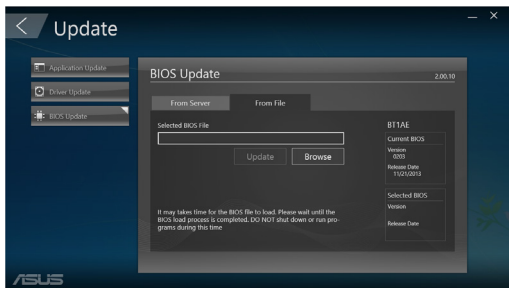 Update
Application Update
Driver Update
BIOS Update
BIOS Update
2.00.10
From Server
From File
Selected BIOS File
Update
Browse
It may takes time for the BIOS file to load. Please wait until the
BIOS load process is completed. DO NOT shut down or run pro-
grams during this time
BT1AE
Current BIOS
Version
0203
Release Date
11/21/2013
Selected BIOS
Version
Release Date
ASUS